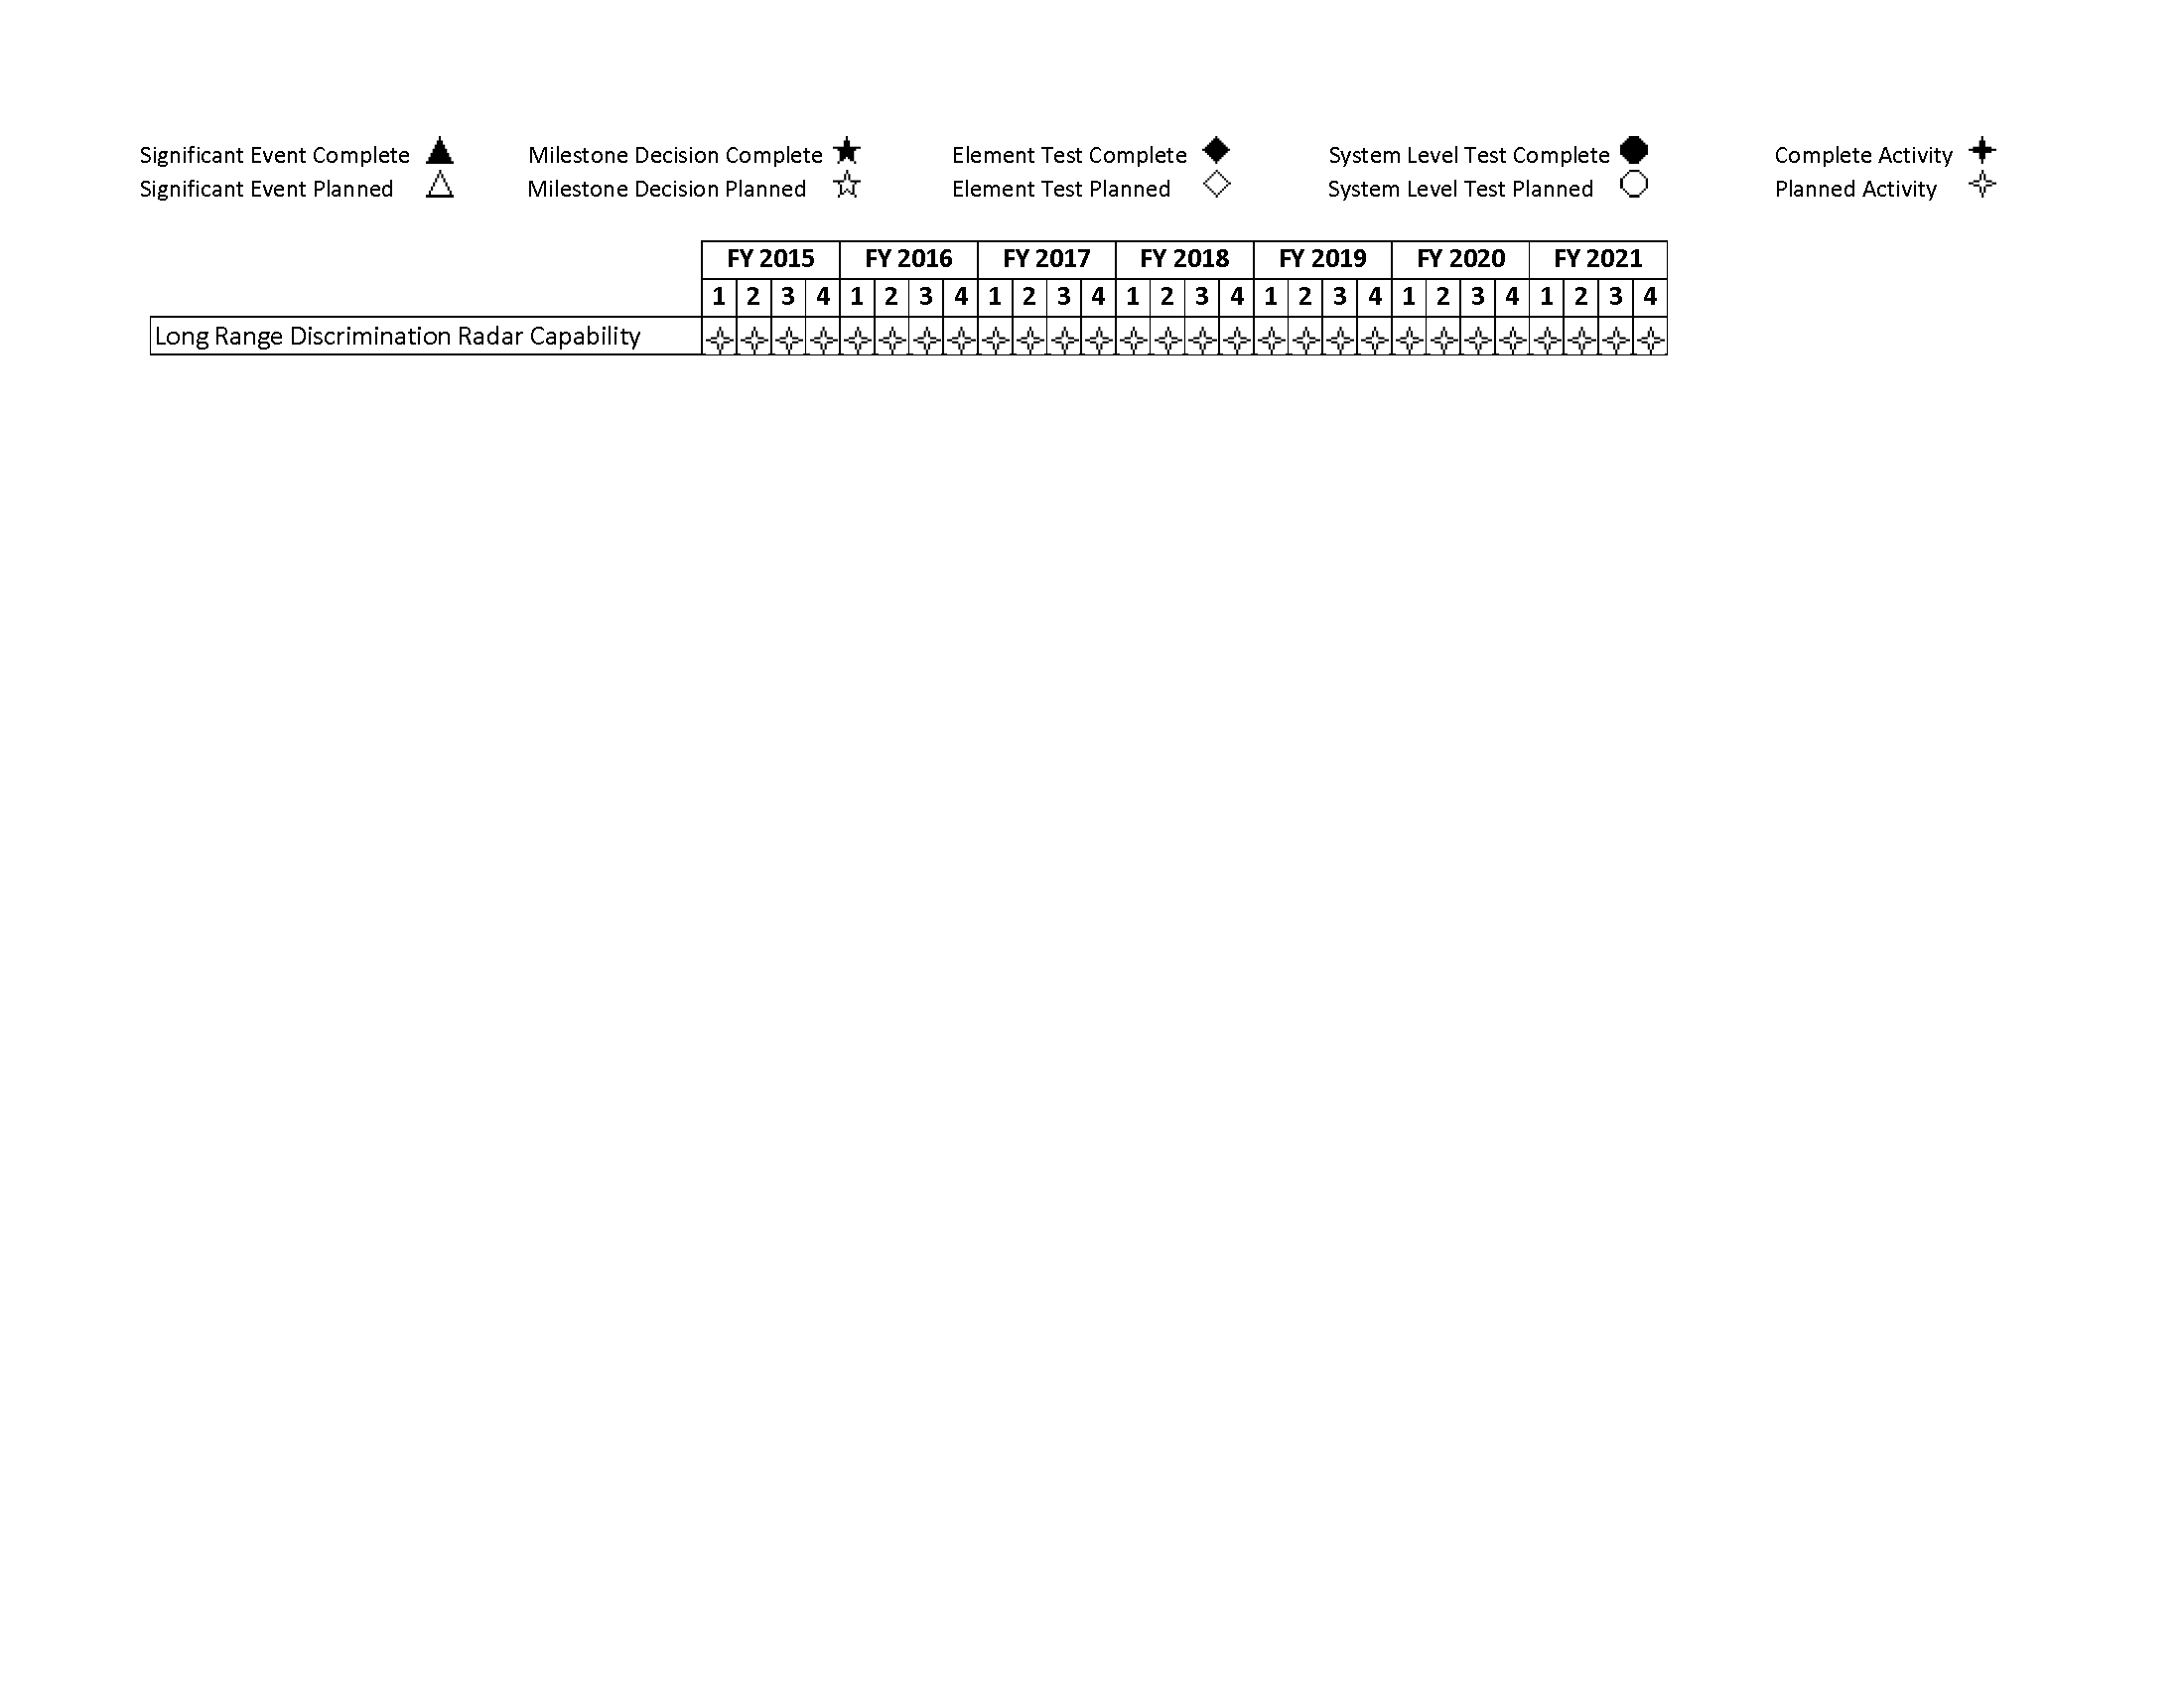 Significant Event Complete Milestone Decision Complete Element Test Complete System Level Test Complete Complete Activity
Significant Event Planned Milestone Decision Planned Element Test Planned System Level Test Planned Planned Activity
FY 2015 FY 2016 FY 2017 FY 2018 FY 2019 FY 2020 FY 2021
1 2 3 4 1 2 3 4 1 2 3 4 1 2 3 4 1 2 3 4 1 2 3 4 1 2 3 4
Long Range Discrimination Radar Capability